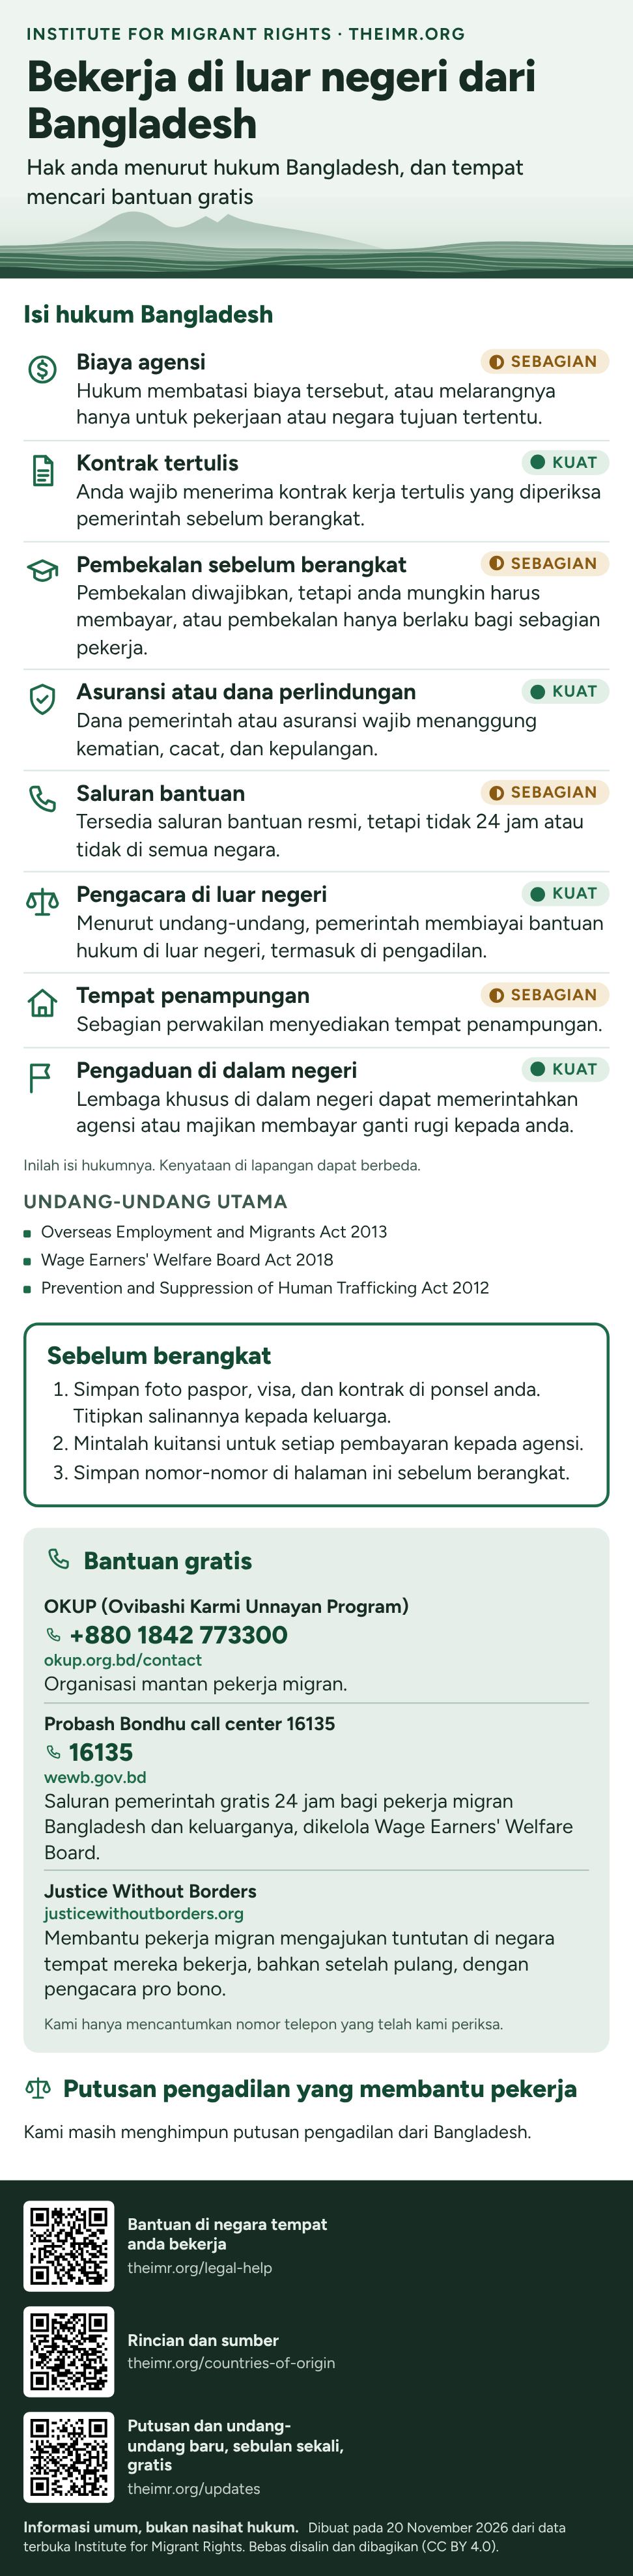 INSTITUTE FOR MIGRANT RIGHTS · THEIMR.ORG
Bekerja di luar negeri dari
Bangladesh
Hak anda menurut hukum Bangladesh, dan tempat
mencari bantuan gratis
Isi hukum Bangladesh
Biaya agensi
SEBAGIAN
Hukum membatasi biaya tersebut, atau melarangnya
hanya untuk pekerjaan atau negara tujuan tertentu.
Kontrak tertulis
KUAT
Anda wajib menerima kontrak kerja tertulis yang diperiksa
pemerintah sebelum berangkat.
Pembekalan sebelum berangkat
SEBAGIAN
Pembekalan diwajibkan, tetapi anda mungkin harus
membayar, atau pembekalan hanya berlaku bagi sebagian
pekerja.
Asuransi atau dana perlindungan
KUAT
Dana pemerintah atau asuransi wajib menanggung
kematian, cacat, dan kepulangan.
Saluran bantuan
SEBAGIAN
Tersedia saluran bantuan resmi, tetapi tidak 24 jam atau
tidak di semua negara.
Pengacara di luar negeri
KUAT
Menurut undang-undang, pemerintah membiayai bantuan
hukum di luar negeri, termasuk di pengadilan.
Tempat penampungan
SEBAGIAN
Sebagian perwakilan menyediakan tempat penampungan.
Pengaduan di dalam negeri
KUAT
Lembaga khusus di dalam negeri dapat memerintahkan
agensi atau majikan membayar ganti rugi kepada anda.
Inilah isi hukumnya. Kenyataan di lapangan dapat berbeda.
UNDANG-UNDANG UTAMA
Overseas Employment and Migrants Act 2013
Wage Earners' Welfare Board Act 2018
Prevention and Suppression of Human Trafficking Act 2012
Sebelum berangkat
1. Simpan foto paspor, visa, dan kontrak di ponsel anda.
Titipkan salinannya kepada keluarga.
2. Mintalah kuitansi untuk setiap pembayaran kepada agensi.
3. Simpan nomor-nomor di halaman ini sebelum berangkat.
Bantuan gratis
OKUP (Ovibashi Karmi Unnayan Program)
+880 1842 773300
okup.org.bd/contact
Organisasi mantan pekerja migran.
Probash Bondhu call center 16135
16135
wewb.gov.bd
Saluran pemerintah gratis 24 jam bagi pekerja migran
Bangladesh dan keluarganya, dikelola Wage Earners' Welfare
Board.
Justice Without Borders
justicewithoutborders.org
Membantu pekerja migran mengajukan tuntutan di negara
tempat mereka bekerja, bahkan setelah pulang, dengan
pengacara pro bono.
Kami hanya mencantumkan nomor telepon yang telah kami periksa.
Putusan pengadilan yang membantu pekerja
Kami masih menghimpun putusan pengadilan dari Bangladesh.
Bantuan di negara tempat
anda bekerja
theimr.org/legal-help
Rincian dan sumber
theimr.org/countries-of-origin
Putusan dan undang-
undang baru, sebulan sekali,
gratis
theimr.org/updates
Informasi umum, bukan nasihat hukum. Dibuat pada 20 November 2026 dari data
terbuka Institute for Migrant Rights. Bebas disalin dan dibagikan (CC BY 4.0).